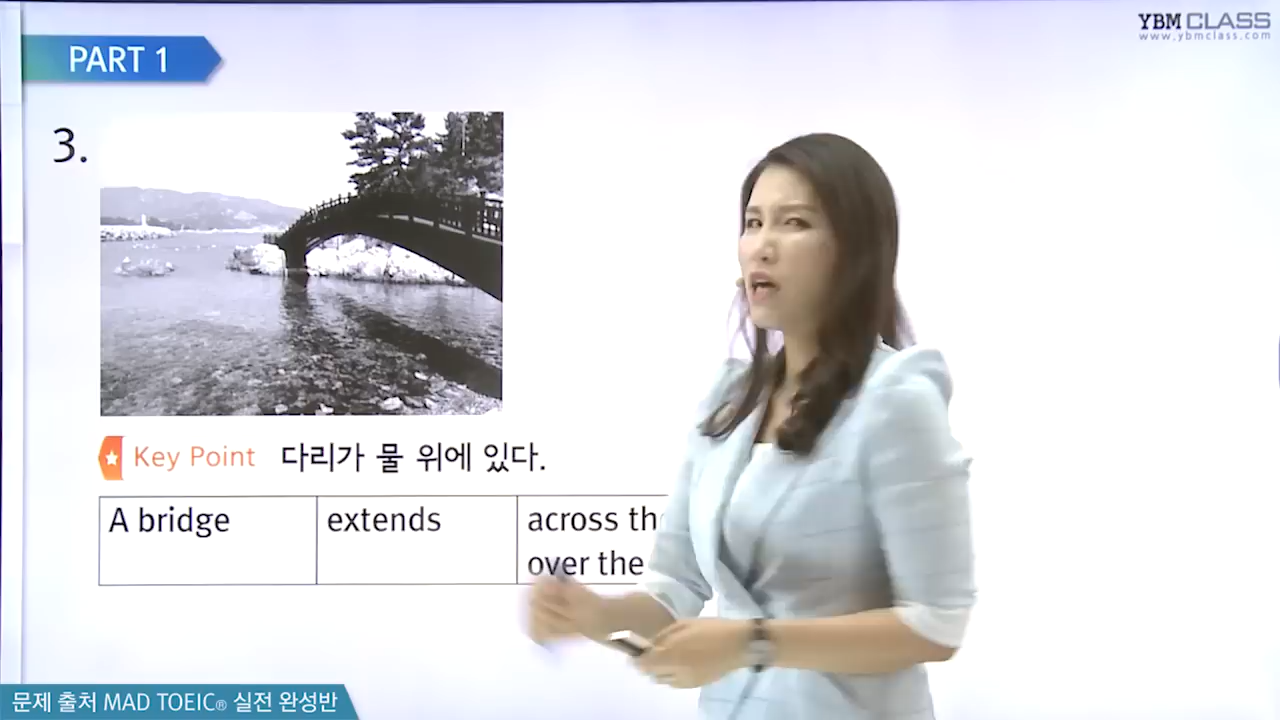 YBM CLASS
www.ybmclass.com
PART 1
3.
Key Point 다리가 물 위에 있다.
A bridge
extends
across
over the
문제 출처 MAD TOEIC® 실전 완성반